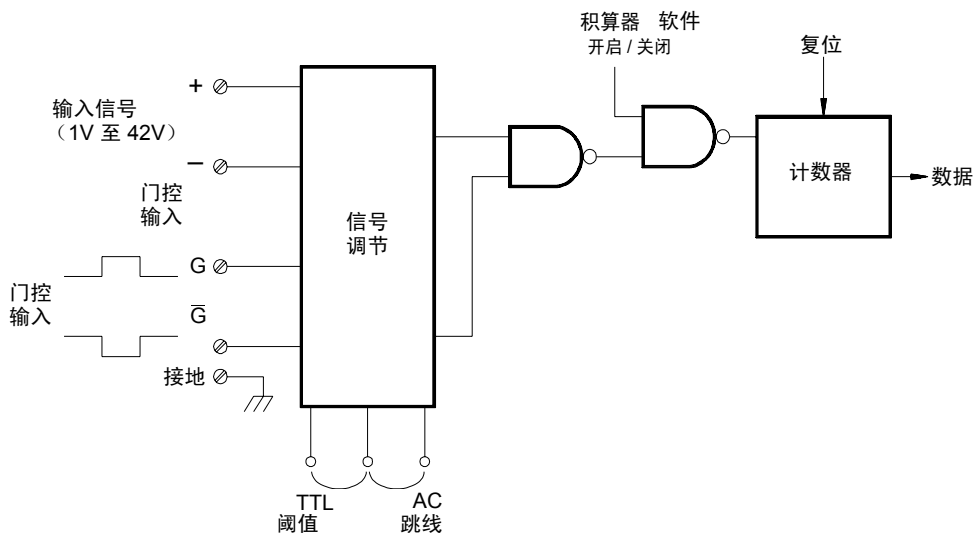 积算器 软件
开启 / 关闭
复位
+
输入信号
（1V 至 42V）
−
门控
输入
信号
调节
计数器
数据
门控
输入
G
G̅
接地
TTL
阈值
AC
跳线